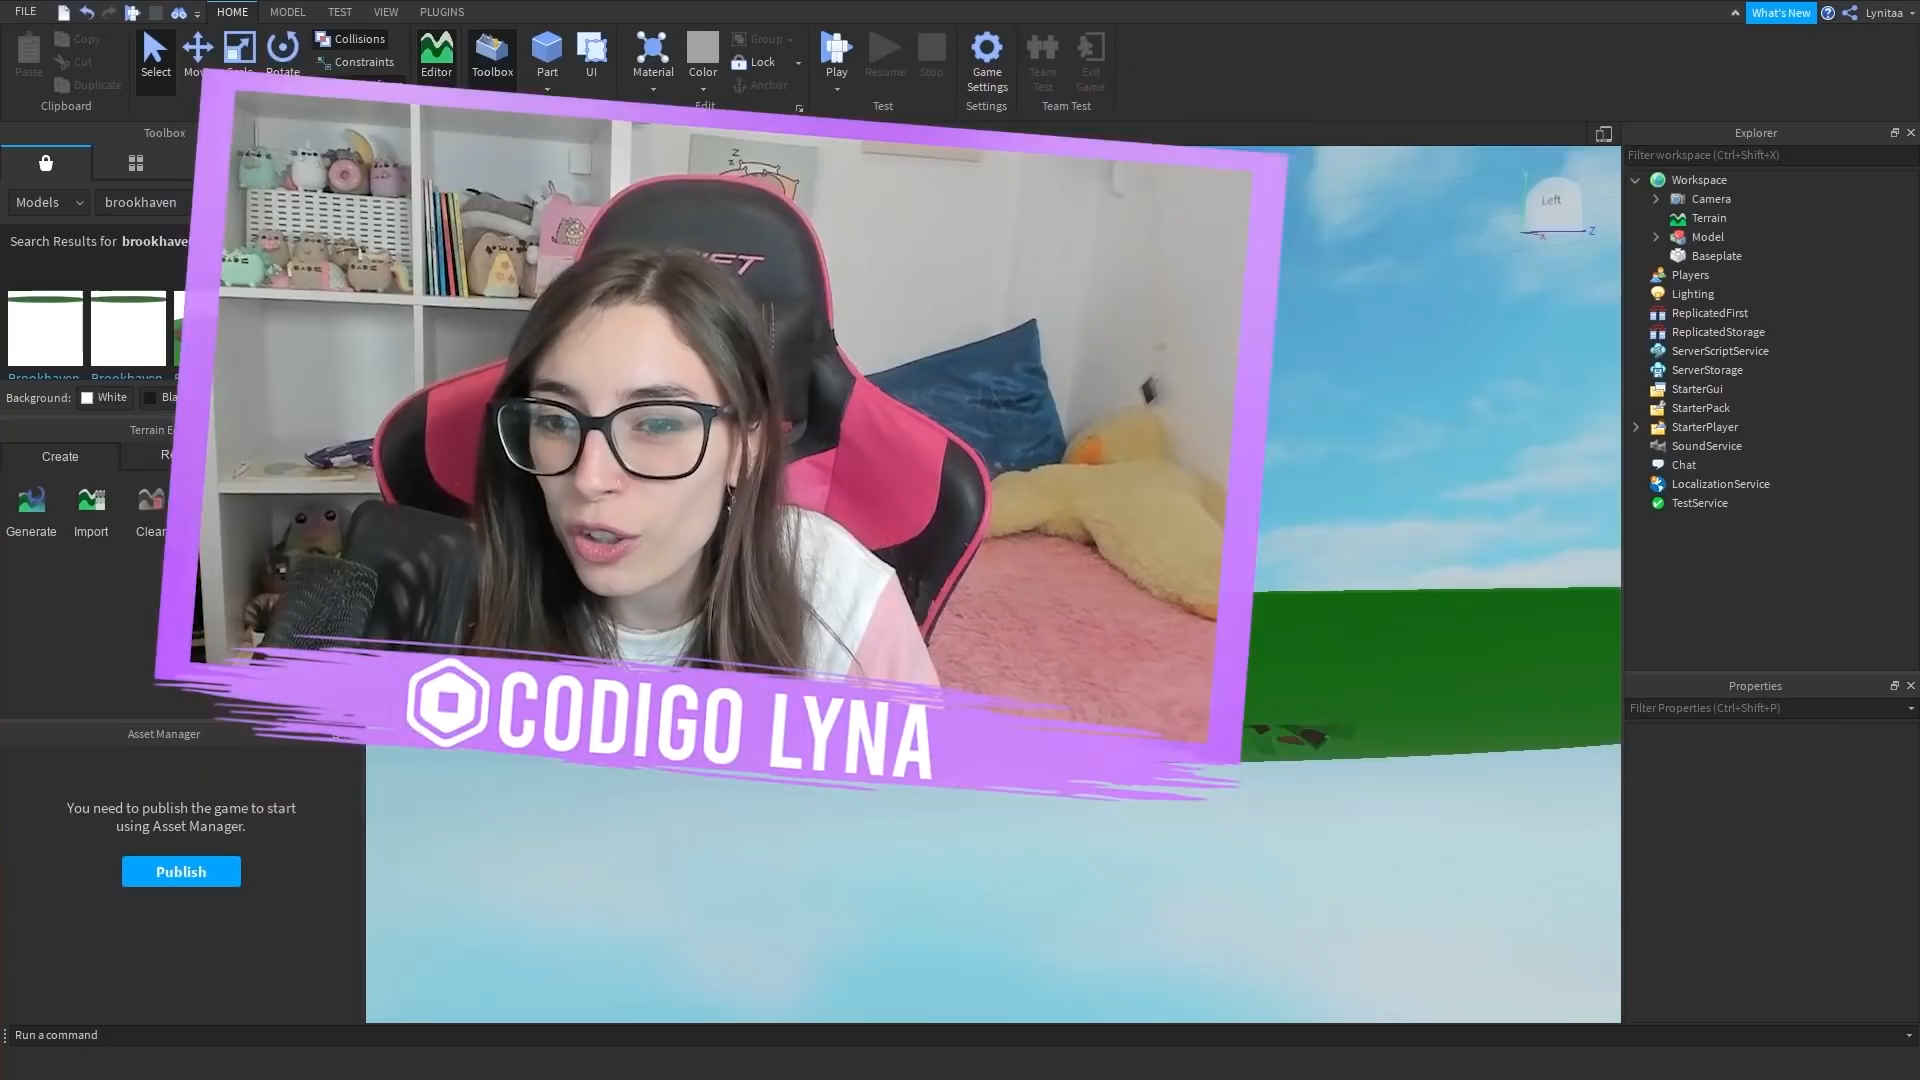 FILE HOME MODEL TEST VIEW PLUGINS What's New Lynitaa
Paste Copy Cut Duplicate
Clipboard
Select
Rotate
Collisions
Constraints
Editor
Toolbox
Part
UI
Material
Color
Group
Lock
Anchor
Edit
Play
Resume
Stop
Test
Game Settings
Settings
Team Test
Exit Game
Team Test
Toolbox
Models
brookhaven
Search Results for
Background:
White
Create
Generate
Import
Asset Manager
You need to publish the game to start
using Asset Manager.
Publish
Z
Z
CODIGO LYNA
Left
X
Z
Explorer
Filter workspace (Ctrl+Shift+X)
Workspace
Camera
Terrain
Model
Baseplate
Players
Lighting
ReplicatedFirst
ReplicatedStorage
ServerScriptService
ServerStorage
StarterGui
StarterPack
StarterPlayer
SoundService
Chat
LocalizationService
TestService
Properties
Filter Properties (Ctrl+Shift+P)
Run a command